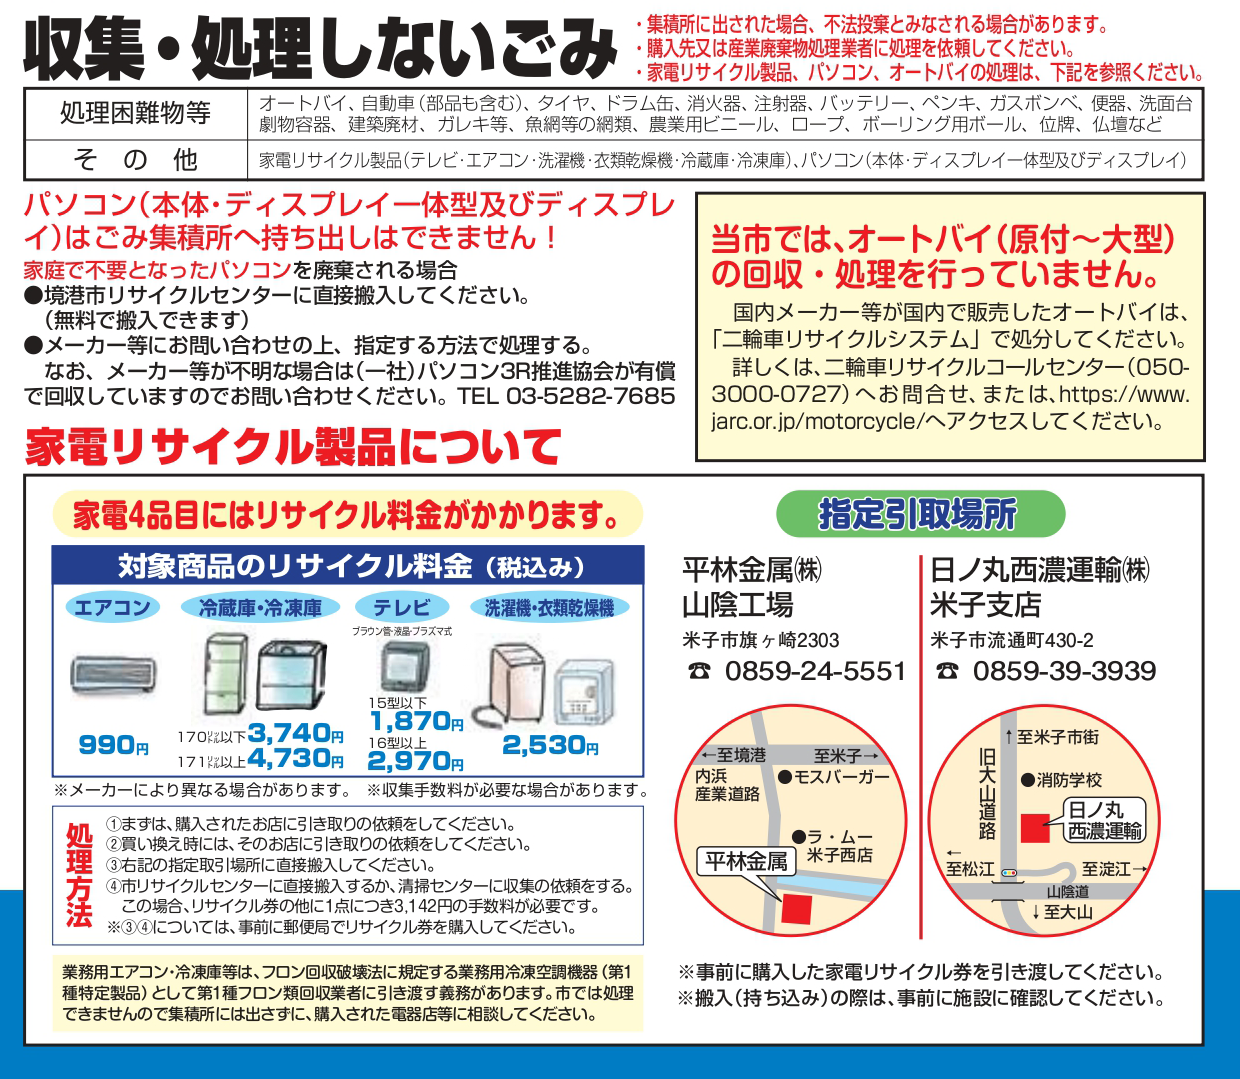 収集・処理しないごみ
・集積所に出された場合、不法投棄とみなされる場合があります。
・購入先又は産業廃棄物処理業者に処理を依頼してください。
・家電リサイクル製品、パソコン、オートバイの処理は、下記を参照ください。
処理困難物等
オートバイ、自動車（部品も含む）、タイヤ、ドラム缶、消火器、注射器、バッテリー、ペンキ、ガスボンベ、便器、洗面台
劇物容器、建築廃材、ガレキ等、魚網等の網類、農業用ビニール、ロープ、ボーリング用ボール、位牌、仏壇など
その他
家電リサイクル製品（テレビ・エアコン・洗濯機・衣類乾燥機・冷蔵庫・冷凍庫）、パソコン（本体・ディスプレイ一体型及びディスプレイ）
パソコン（本体・ディスプレイ一体型及びディスプレ
イ）はごみ集積所へ持ち出しはできません！
家庭で不要となったパソコンを廃棄される場合
●境港市リサイクルセンターに直接搬入してください。
（無料で搬入できます）
●メーカー等にお問い合わせの上、指定する方法で処理する。
なお、メーカー等が不明な場合は（一社）パソコン3R推進協会が有償
で回収していますのでお問い合わせください。TEL 03-5282-7685
当市では、オートバイ（原付～大型）
の回収・処理を行っていません。
国内メーカー等が国内で販売したオートバイは、
「二輪車リサイクルシステム」で処分してください。
詳しくは、二輪車リサイクルコールセンター（050-
3000-0727）へお問合せ、または、https://www.
jarc.or.jp/motorcycle/へアクセスしてください。
家電リサイクル製品について
家電4品目にはリサイクル料金がかかります。
対象商品のリサイクル料金（税込み）
エアコン
冷蔵庫・冷凍庫
テレビ
洗濯機・衣類乾燥機
ブラウン管・液晶・プラズマ式
990円
170リットル以下3,740円
171リットル以上4,730円
15型以下
1,870円
16型以上
2,970円
2,530円
※メーカーにより異なる場合があります。 ※収集手数料が必要な場合があります。
処理方法
①まずは、購入されたお店に引き取りの依頼をしてください。
②買い換え時には、そのお店に引き取りの依頼をしてください。
③右記の指定取引場所に直接搬入してください。
④市リサイクルセンターに直接搬入するか、清掃センターに収集の依頼をする。
この場合、リサイクル券の他に1点につき3,142円の手数料が必要です。
※③④については、事前に郵便局でリサイクル券を購入してください。
業務用エアコン・冷凍庫等は、フロン回収破壊法に規定する業務用冷凍空調機器（第1
種特定製品）として第1種フロン類回収業者に引き渡す義務があります。市では処理
できませんので集積所には出さずに、購入された電器店等に相談してください。
指定引取場所
平林金属㈱
山陰工場
米子市旗ヶ崎2303
☎ 0859-24-5551
日ノ丸西濃運輸㈱
米子支店
米子市流通町430-2
☎ 0859-39-3939
←至境港
至米子→
内浜
産業道路
●モスバーガー
●ラ・ムー
米子西店
平林金属
↑至米子市街
旧大山道路
●消防学校
日ノ丸
西濃運輸
←
至松江
至淀江→
山陰道
↓至大山
※事前に購入した家電リサイクル券を引き渡してください。
※搬入（持ち込み）の際は、事前に施設に確認してください。